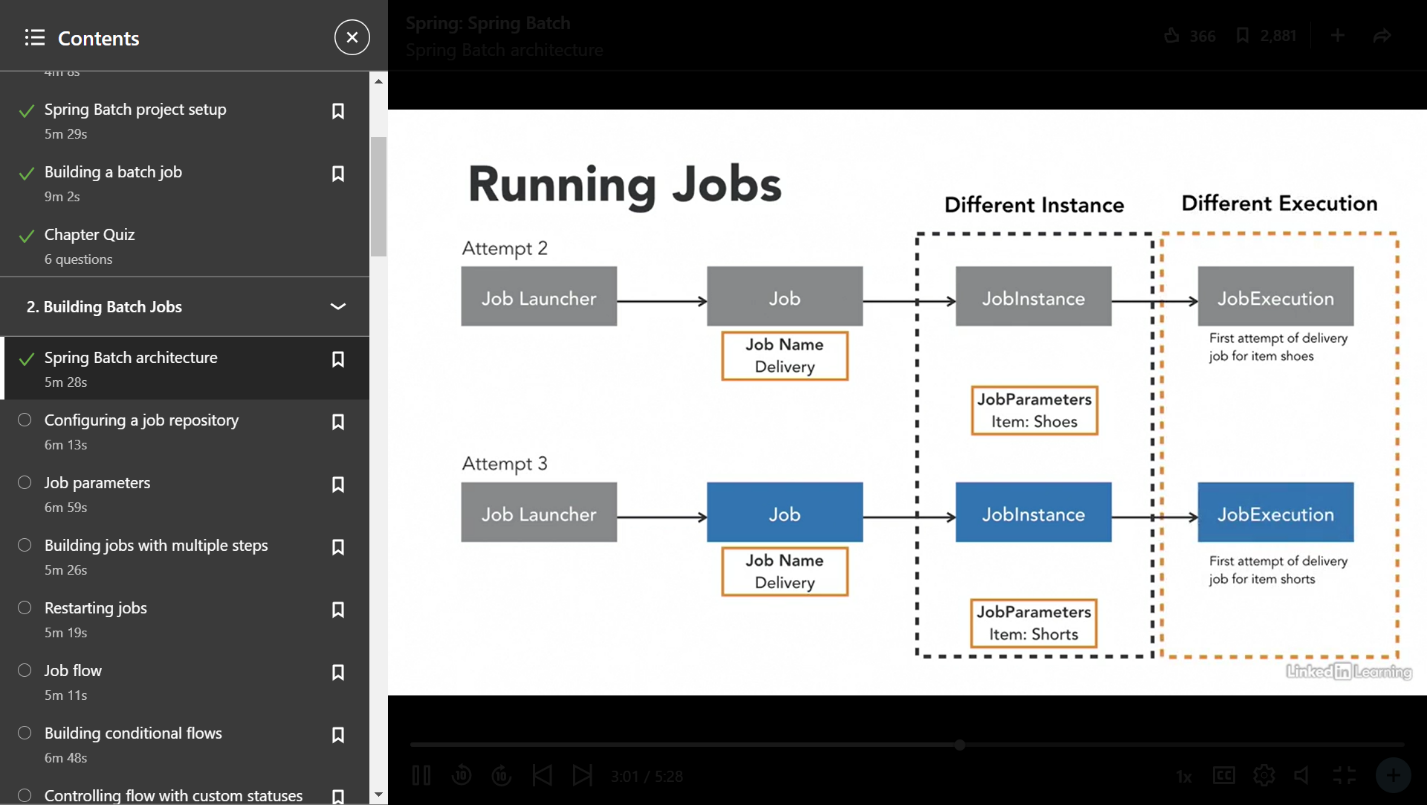 Contents
4m 8s
Spring Batch project setup
5m 29s
Building a batch job
9m 2s
Chapter Quiz
6 questions
2. Building Batch Jobs
Spring Batch architecture
5m 28s
Configuring a job repository
6m 13s
Job parameters
6m 59s
Building jobs with multiple steps
5m 26s
Restarting jobs
5m 19s
Job flow
5m 11s
Building conditional flows
6m 48s
Controlling flow with custom statuses
Spring: Spring Batch
Spring Batch architecture
366
2,881
Running Jobs
Different Instance
Different Execution
Attempt 2
Job Launcher
Job
JobInstance
JobExecution
Job Name
Delivery
First attempt of delivery
job for item shoes
JobParameters
Item: Shoes
Attempt 3
Job Launcher
Job
JobInstance
JobExecution
Job Name
Delivery
First attempt of delivery
job for item shorts
JobParameters
Item: Shorts
Linked in Learning
10
10
3:01 / 5:28
1x
CC